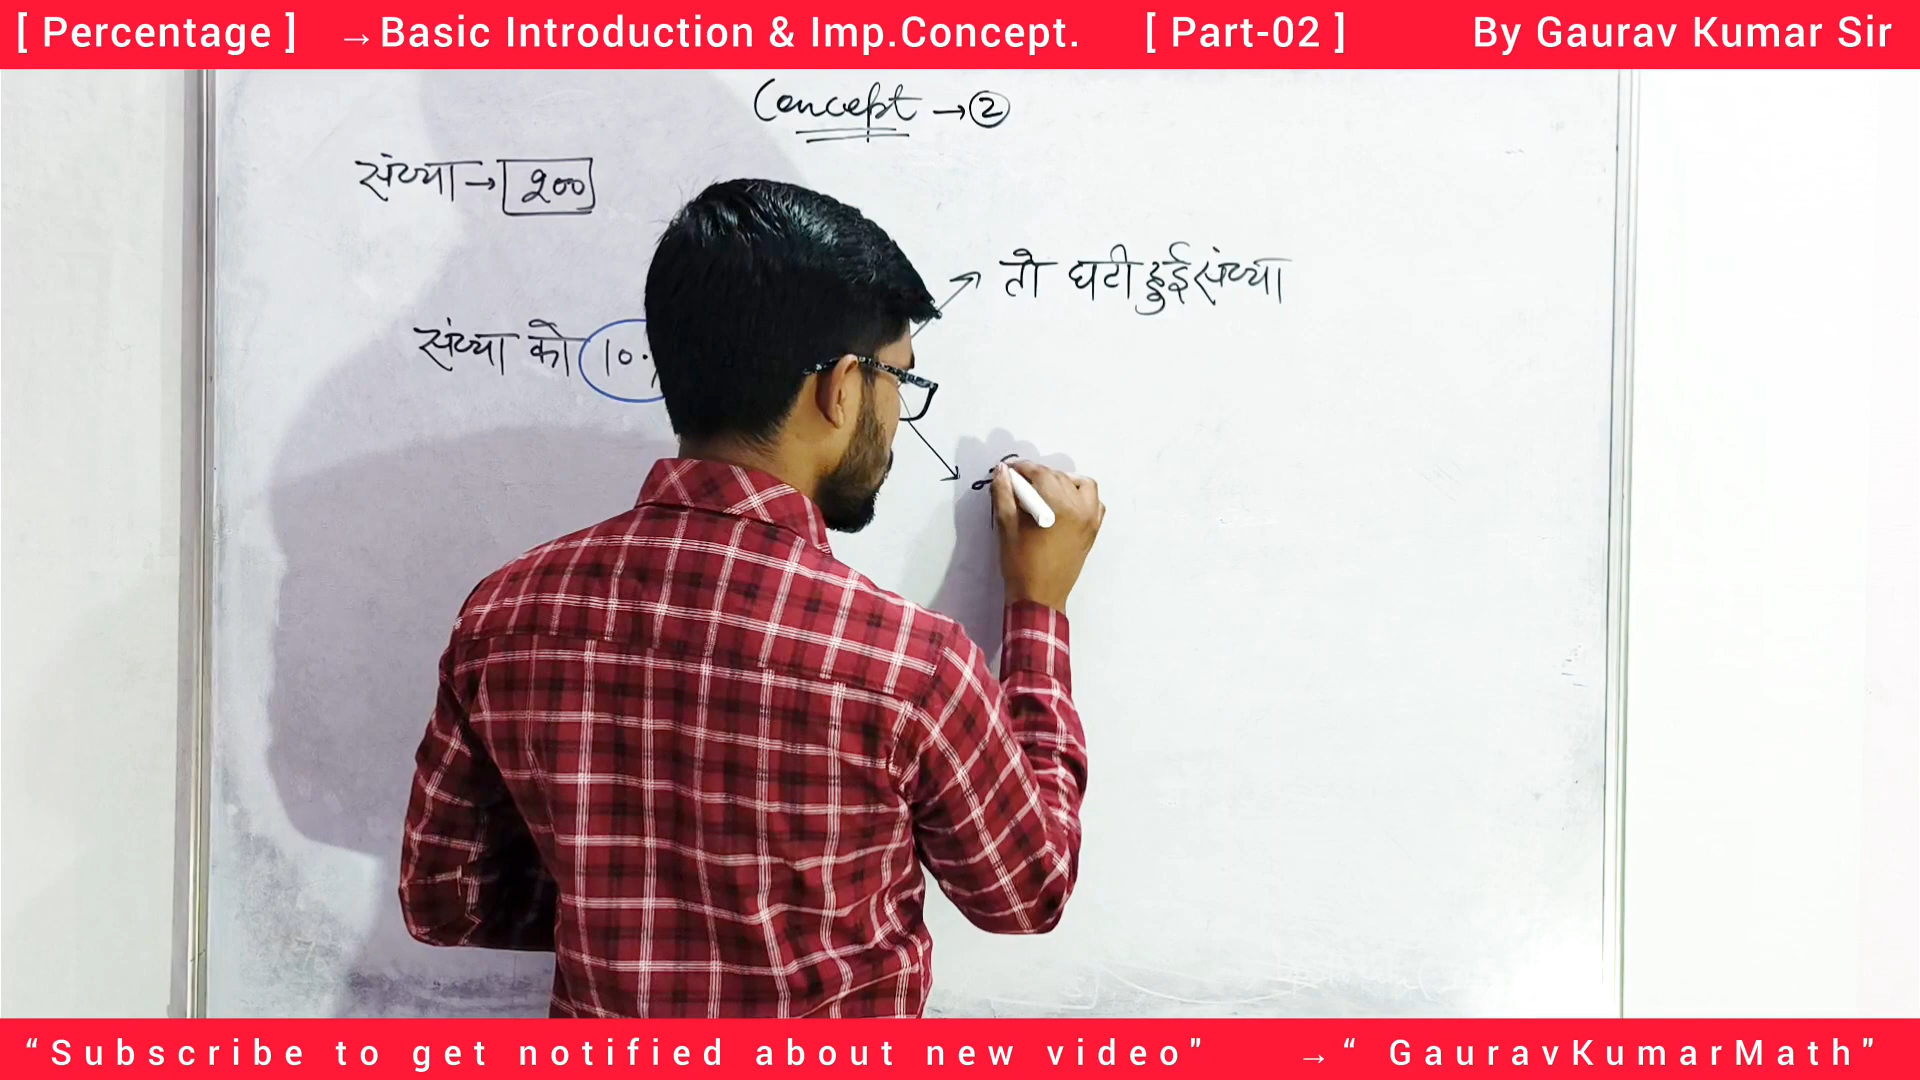 [ Percentage ] →Basic Introduction & Imp.Concept. [ Part-02 ] By Gaurav Kumar Sir
Concept →②
संख्या→ 200
तो घटी हुई संख्या
संख्या को 10%
“Subscribe to get notified about new video" →“ GauravKumarMath”